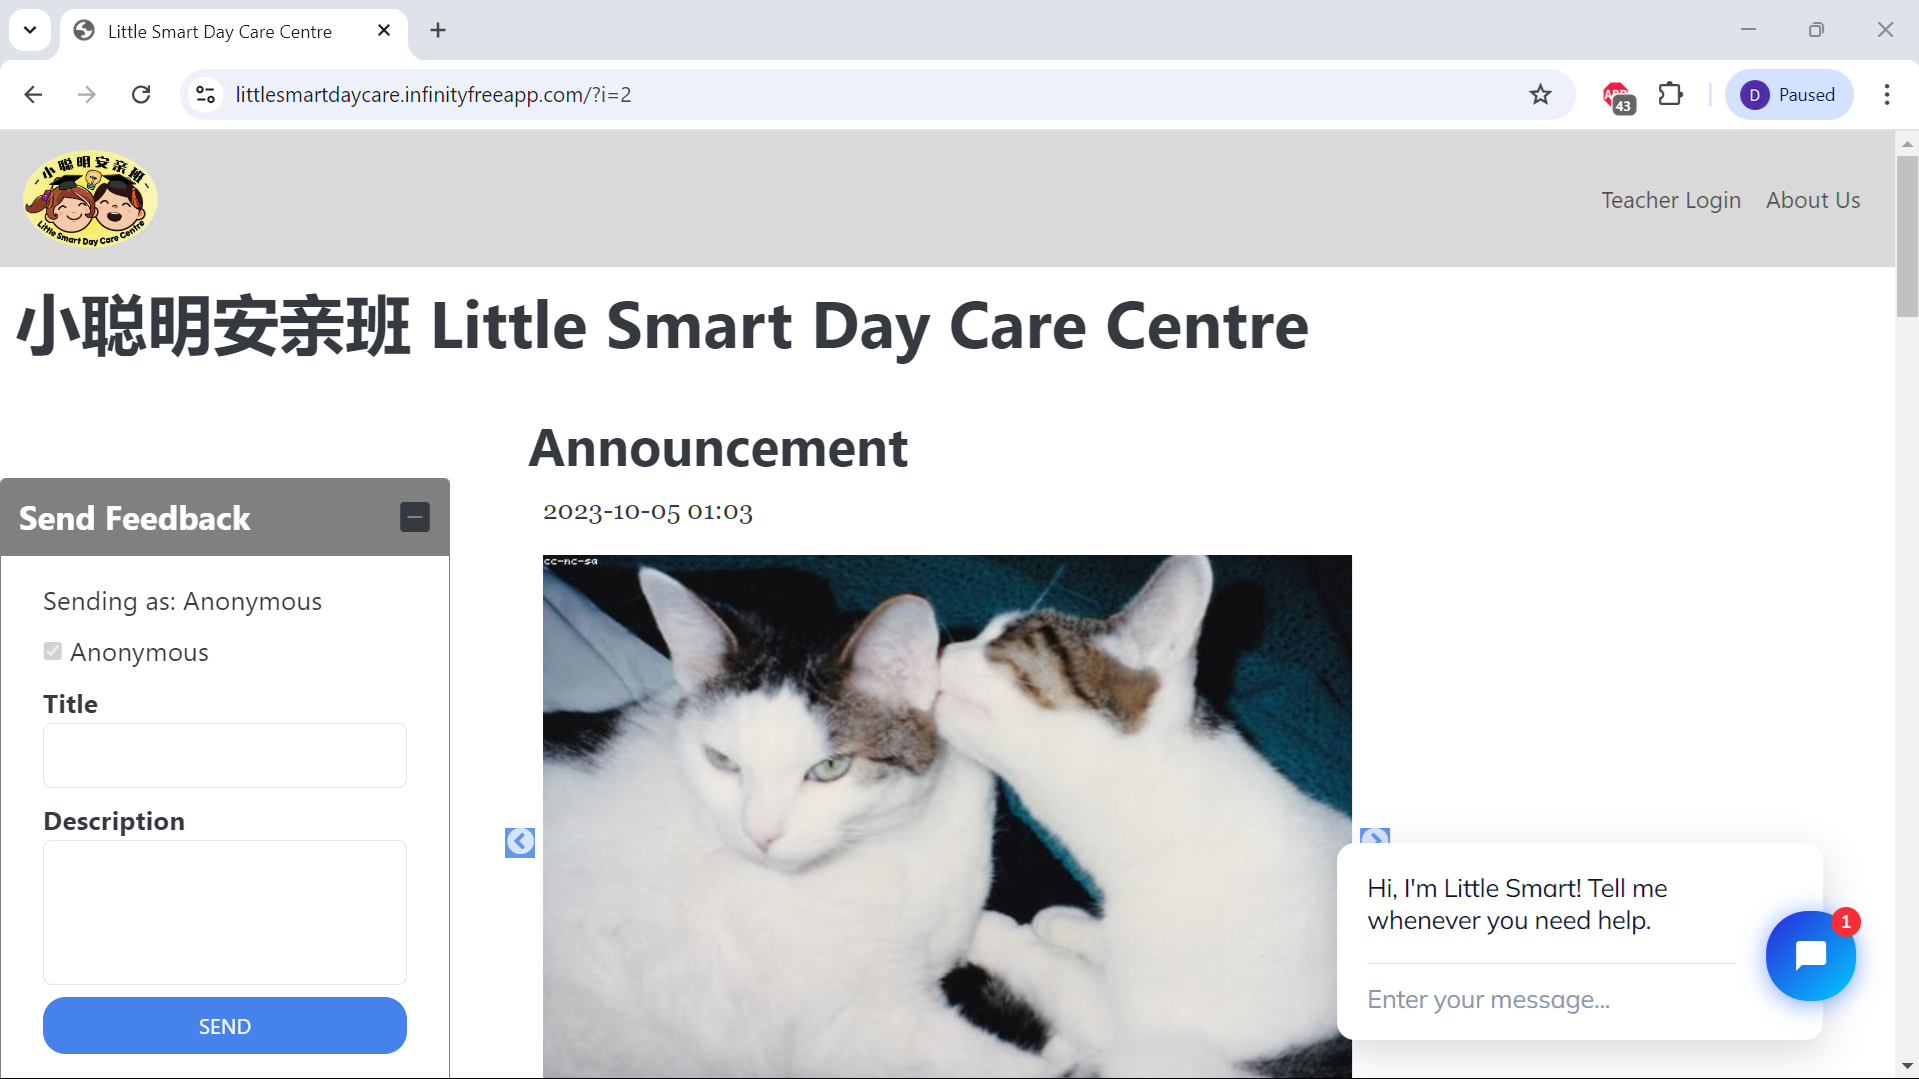 Little Smart Day Care Centre
littlesmartdaycare.infinityfreeapp.com/?i=2
ABP
43
D
Paused
- 小聪明安亲班 -
Little Smart Day Care Centre
Teacher Login
About Us
小聪明安亲班 Little Smart Day Care Centre
Announcement
2023-10-05 01:03
cc-nc-sa
Send Feedback
Sending as: Anonymous
Anonymous
Title
Description
SEND
Hi, I'm Little Smart! Tell me
whenever you need help.
1
Enter your message...